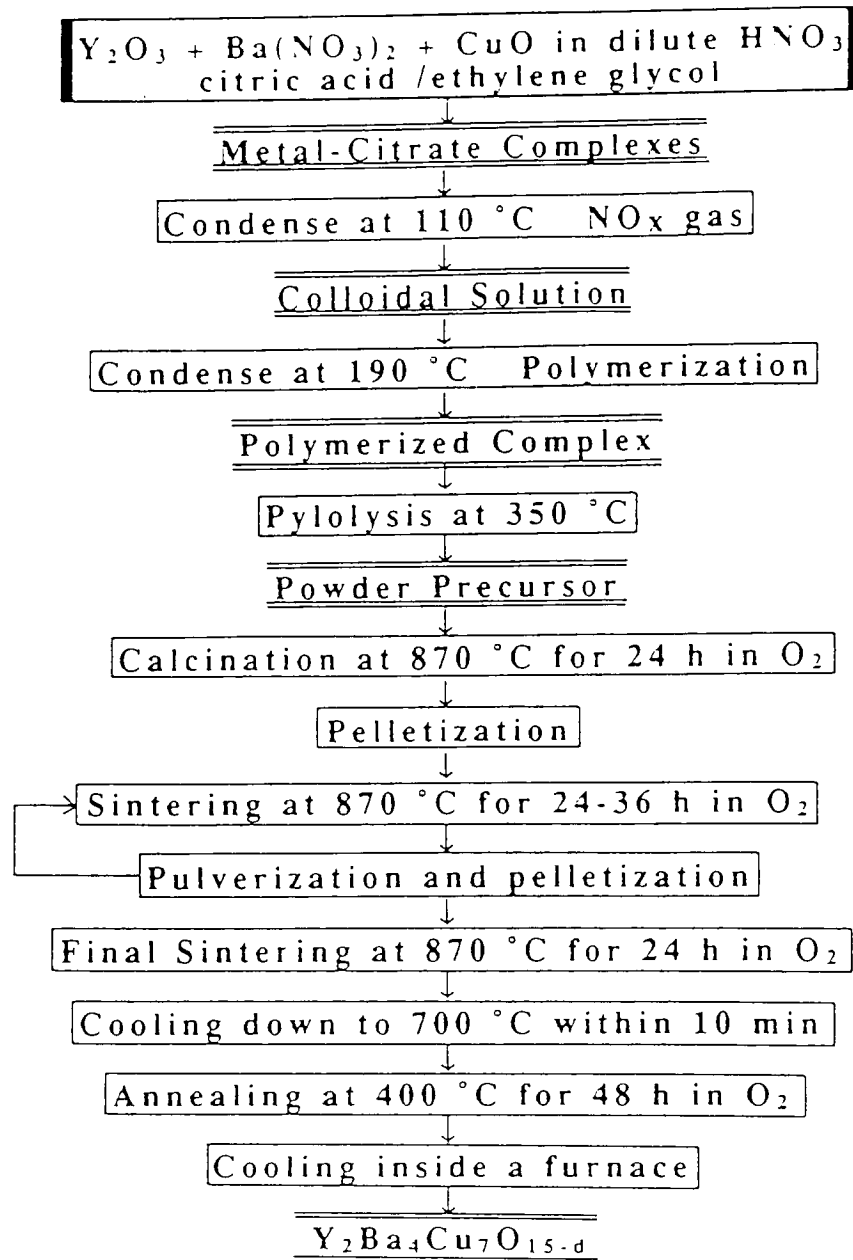 Y₂O₃ + Ba(NO₃)₂ + CuO in dilute HNO₃
citric acid /ethylene glycol
Metal-Citrate Complexes
Condense at 110 °C NOx gas
Colloidal Solution
Condense at 190 °C Polymerization
Polymerized Complex
Pylolysis at 350 °C
Powder Precursor
Calcination at 870 °C for 24 h in O₂
Pelletization
Sintering at 870 °C for 24-36 h in O₂
Pulverization and pelletization
Final Sintering at 870 °C for 24 h in O₂
Cooling down to 700 °C within 10 min
Annealing at 400 °C for 48 h in O₂
Cooling inside a furnace
Y₂Ba₄Cu₇O₁₅₋d